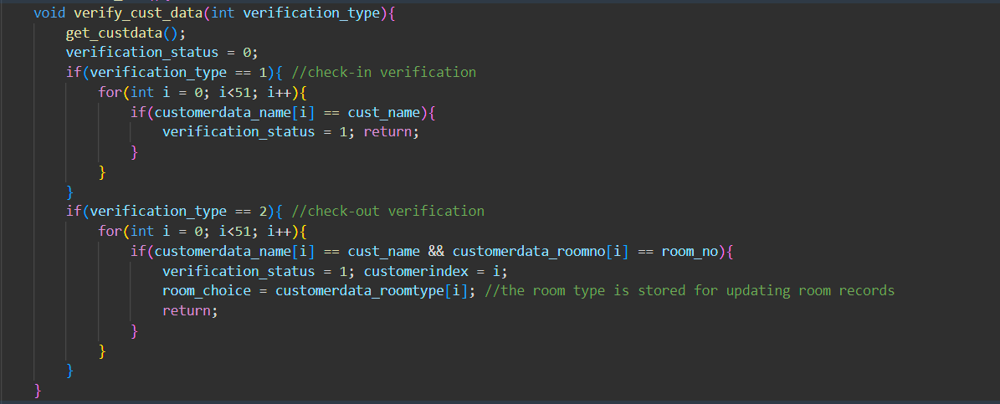 void verify_cust_data(int verification_type){
get_custdata();
verification_status = 0;
if(verification_type == 1){ //check-in verification
for(int i = 0; i<51; i++){
if(customerdata_name[i] == cust_name){
verification_status = 1; return;
}
}
}
if(verification_type == 2){ //check-out verification
for(int i = 0; i<51; i++){
if(customerdata_name[i] == cust_name && customerdata_roomno[i] == room_no){
verification_status = 1; customerindex = i;
room_choice = customerdata_roomtype[i]; //the room type is stored for updating room records
return;
}
}
}
}